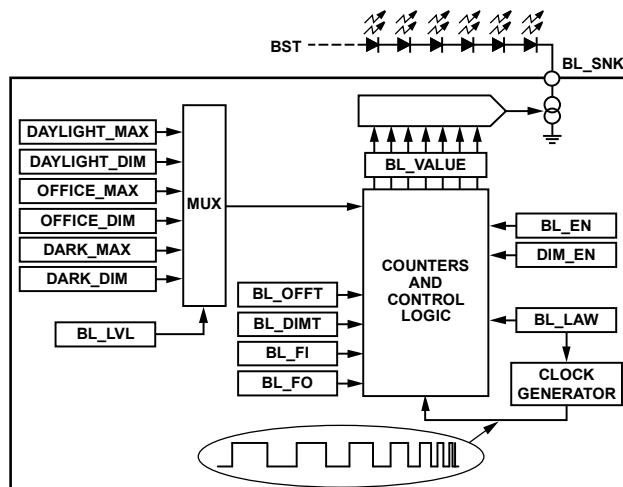 BST
BL_SNK
DAYLIGHT_MAX
DAYLIGHT_DIM
OFFICE_MAX
OFFICE_DIM
DARK_MAX
DARK_DIM
MUX
BL_LVL
BL_VALUE
COUNTERS
AND
CONTROL
LOGIC
BL_OFFT
BL_DIMT
BL_FI
BL_FO
BL_EN
DIM_EN
BL_LAW
CLOCK
GENERATOR